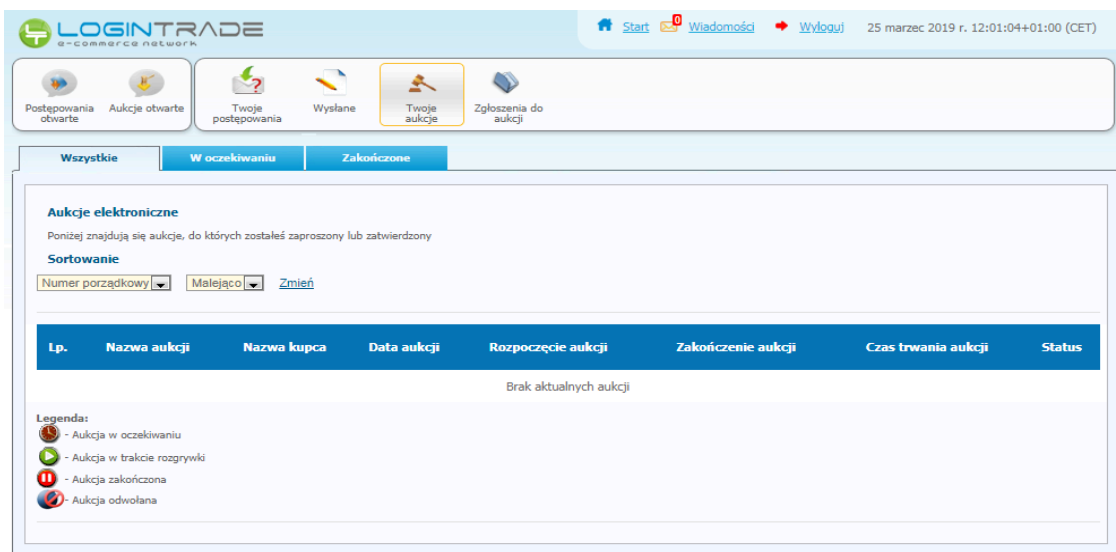 LOGINTRADE
e-commerce network
Start 0 Wiadomości Wyloguj 25 marzec 2019 r. 12:01:04+01:00 (CET)
Postępowania otwarte
Aukcje otwarte
Twoje postępowania
Wysłane
Twoje aukcje
Zgłoszenia do aukcji
Wszystkie W oczekiwaniu Zakończone
Aukcje elektroniczne
Poniżej znajdują się aukcje, do których zostałeś zaproszony lub zatwierdzony
Sortowanie
Numer porządkowy Malejąco Zmień
Lp. Nazwa aukcji Nazwa kupca Data aukcji Rozpoczęcie aukcji Zakończenie aukcji Czas trwania aukcji Status
Brak aktualnych aukcji
Legenda:
- Aukcja w oczekiwaniu
- Aukcja w trakcie rozgrywki
- Aukcja zakończona
- Aukcja odwołana